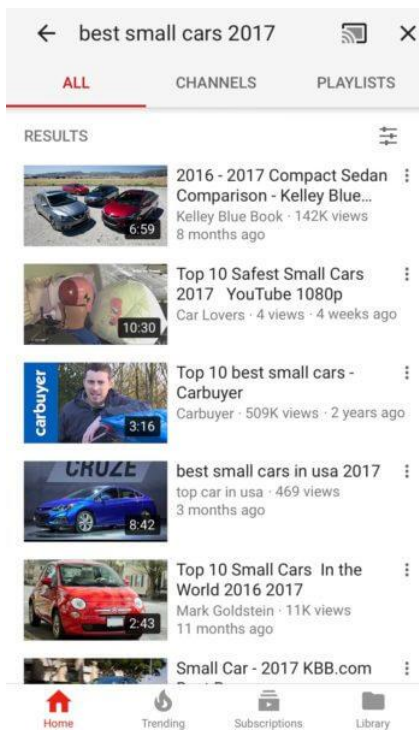 best small cars 2017
ALL CHANNELS PLAYLISTS
RESULTS
2016 - 2017 Compact Sedan
Comparison - Kelley Blue...
Kelley Blue Book · 142K views
8 months ago
6:59
Top 10 Safest Small Cars
2017 YouTube 1080p
Car Lovers · 4 views · 4 weeks ago
10:30
carbuyer
Top 10 best small cars -
Carbuyer
Carbuyer · 509K views · 2 years ago
3:16
CRUZE
best small cars in usa 2017
top car in usa · 469 views
3 months ago
8:42
Top 10 Small Cars In the
World 2016 2017
Mark Goldstein · 11K views
11 months ago
2:43
Small Car - 2017 KBB.com
Home Trending Subscriptions Library